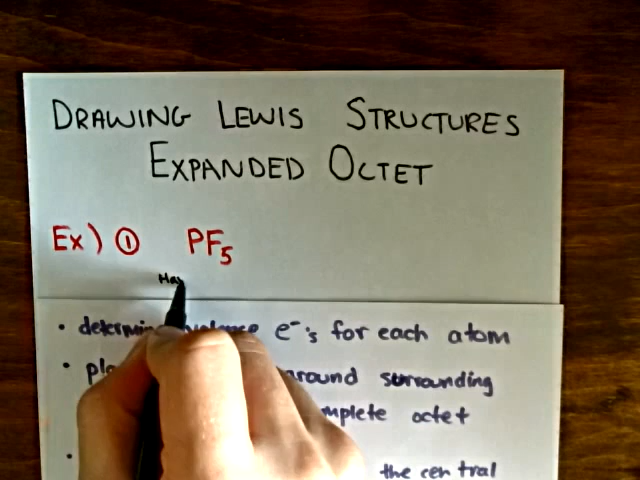 DRAWING LEWIS STRUCTURES
EXPANDED OCTET
Ex) ① PF5
Ha
• determine valence e⁻'s for each atom
• around surrounding
complete octet
• the central